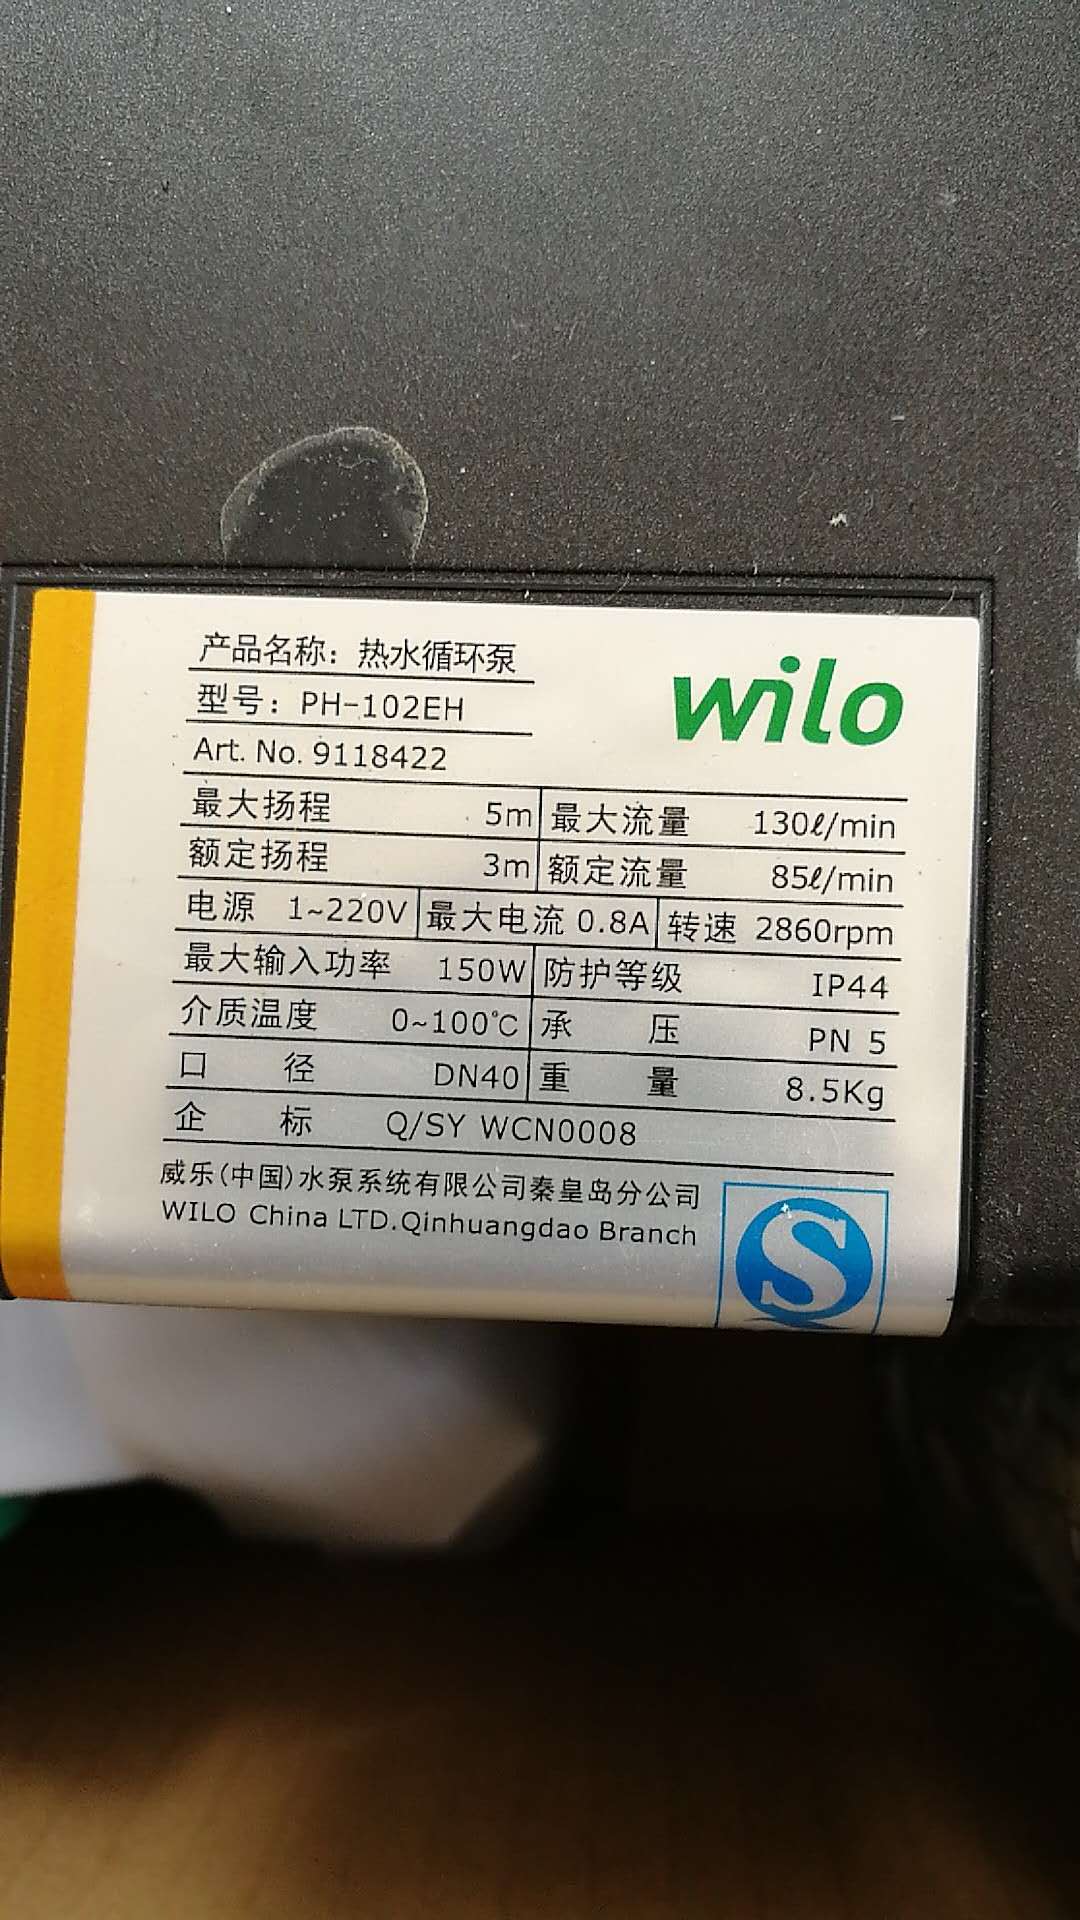 产品名称：热水循环泵
wilo
型号：PH-102EH
Art. No. 9118422
最大扬程 5m 最大流量 130ℓ/min
额定扬程 3m 额定流量 85ℓ/min
电源 1~220V 最大电流 0.8A 转速 2860rpm
最大输入功率 150W 防护等级 IP44
介质温度 0~100℃ 承 压 PN 5
口 径 DN40 重 量 8.5Kg
企 标 Q/SY WCN0008
威乐(中国)水泵系统有限公司秦皇岛分公司
WILO China LTD.Qinhuangdao Branch
S